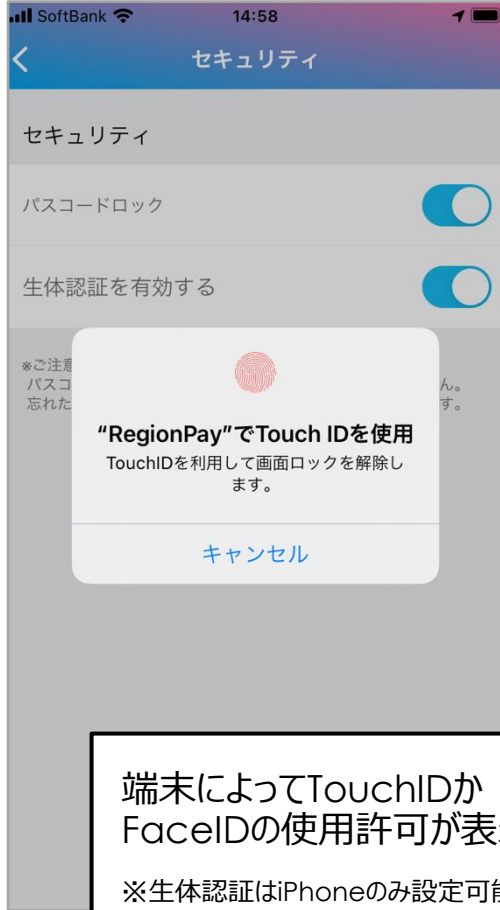 SoftBank 14:58
セキュリティ
セキュリティ
パスコードロック
生体認証を有効する
※ご注意
パスコ ん。
忘れた す。
“RegionPay”でTouch IDを使用
TouchIDを利用して画面ロックを解除し
ます。
キャンセル
端末によってTouchIDか
FaceIDの使用許可が表
※生体認証はiPhoneのみ設定可